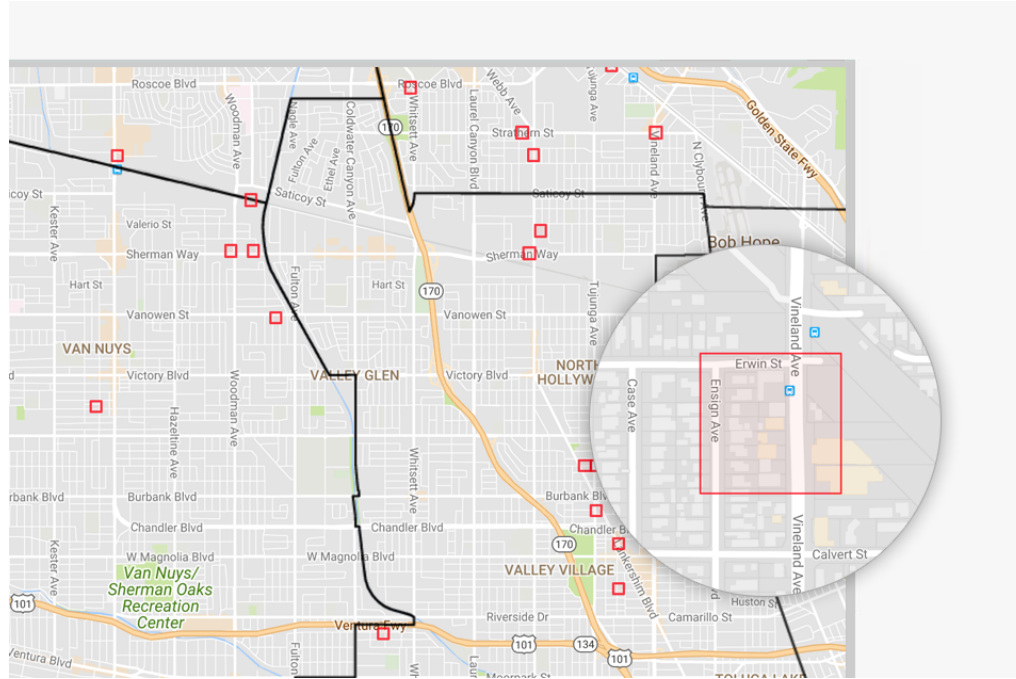 Roscoe Blvd
Roscoe Blvd
Webb Ave
Tujunga Ave
Woodman Ave
Nagle Ave
Fulton Ave
Ethel Ave
Coldwater Canyon Ave
170
Whitsett Ave
Laurel Canyon Blvd
Strathern St
Vineland Ave
N Clybourn Ave
Golden State Fwy
icoy St
Kester Ave
Saticoy St
Saticoy St
Valerio St
Sherman Way
Sherman Way
Bob Hope
Hart St
Fulton Ave
Hart St
170
Tujunga Ave
Vanowen St
Vanowen St
VAN NUYS
Victory Blvd
VALLEY GLEN
Victory Blvd
NORTH
HOLLYW
d
Woodman Ave
Hazeltine Ave
Whitsett Ave
Vineland Ave
Erwin St
Case Ave
Ensign Ave
Vineland Ave
Calvert St
rbank Blvd
Burbank Blvd
Burbank Blv
Chandler Blvd
Chandler Blvd
Chandler B
Kester Ave
W Magnolia Blvd
W Magnolia Blvd
170
ankershim Blvd
Van Nuys/
Sherman Oaks
Recreation
Center
VALLEY VILLAGE
Huston St
101
Ventura Fwy
Riverside Dr
Camarillo St
101
134
101
entura Blvd
Fulton
Wh
Laur
Moorpark St
TOLUCA LAKE